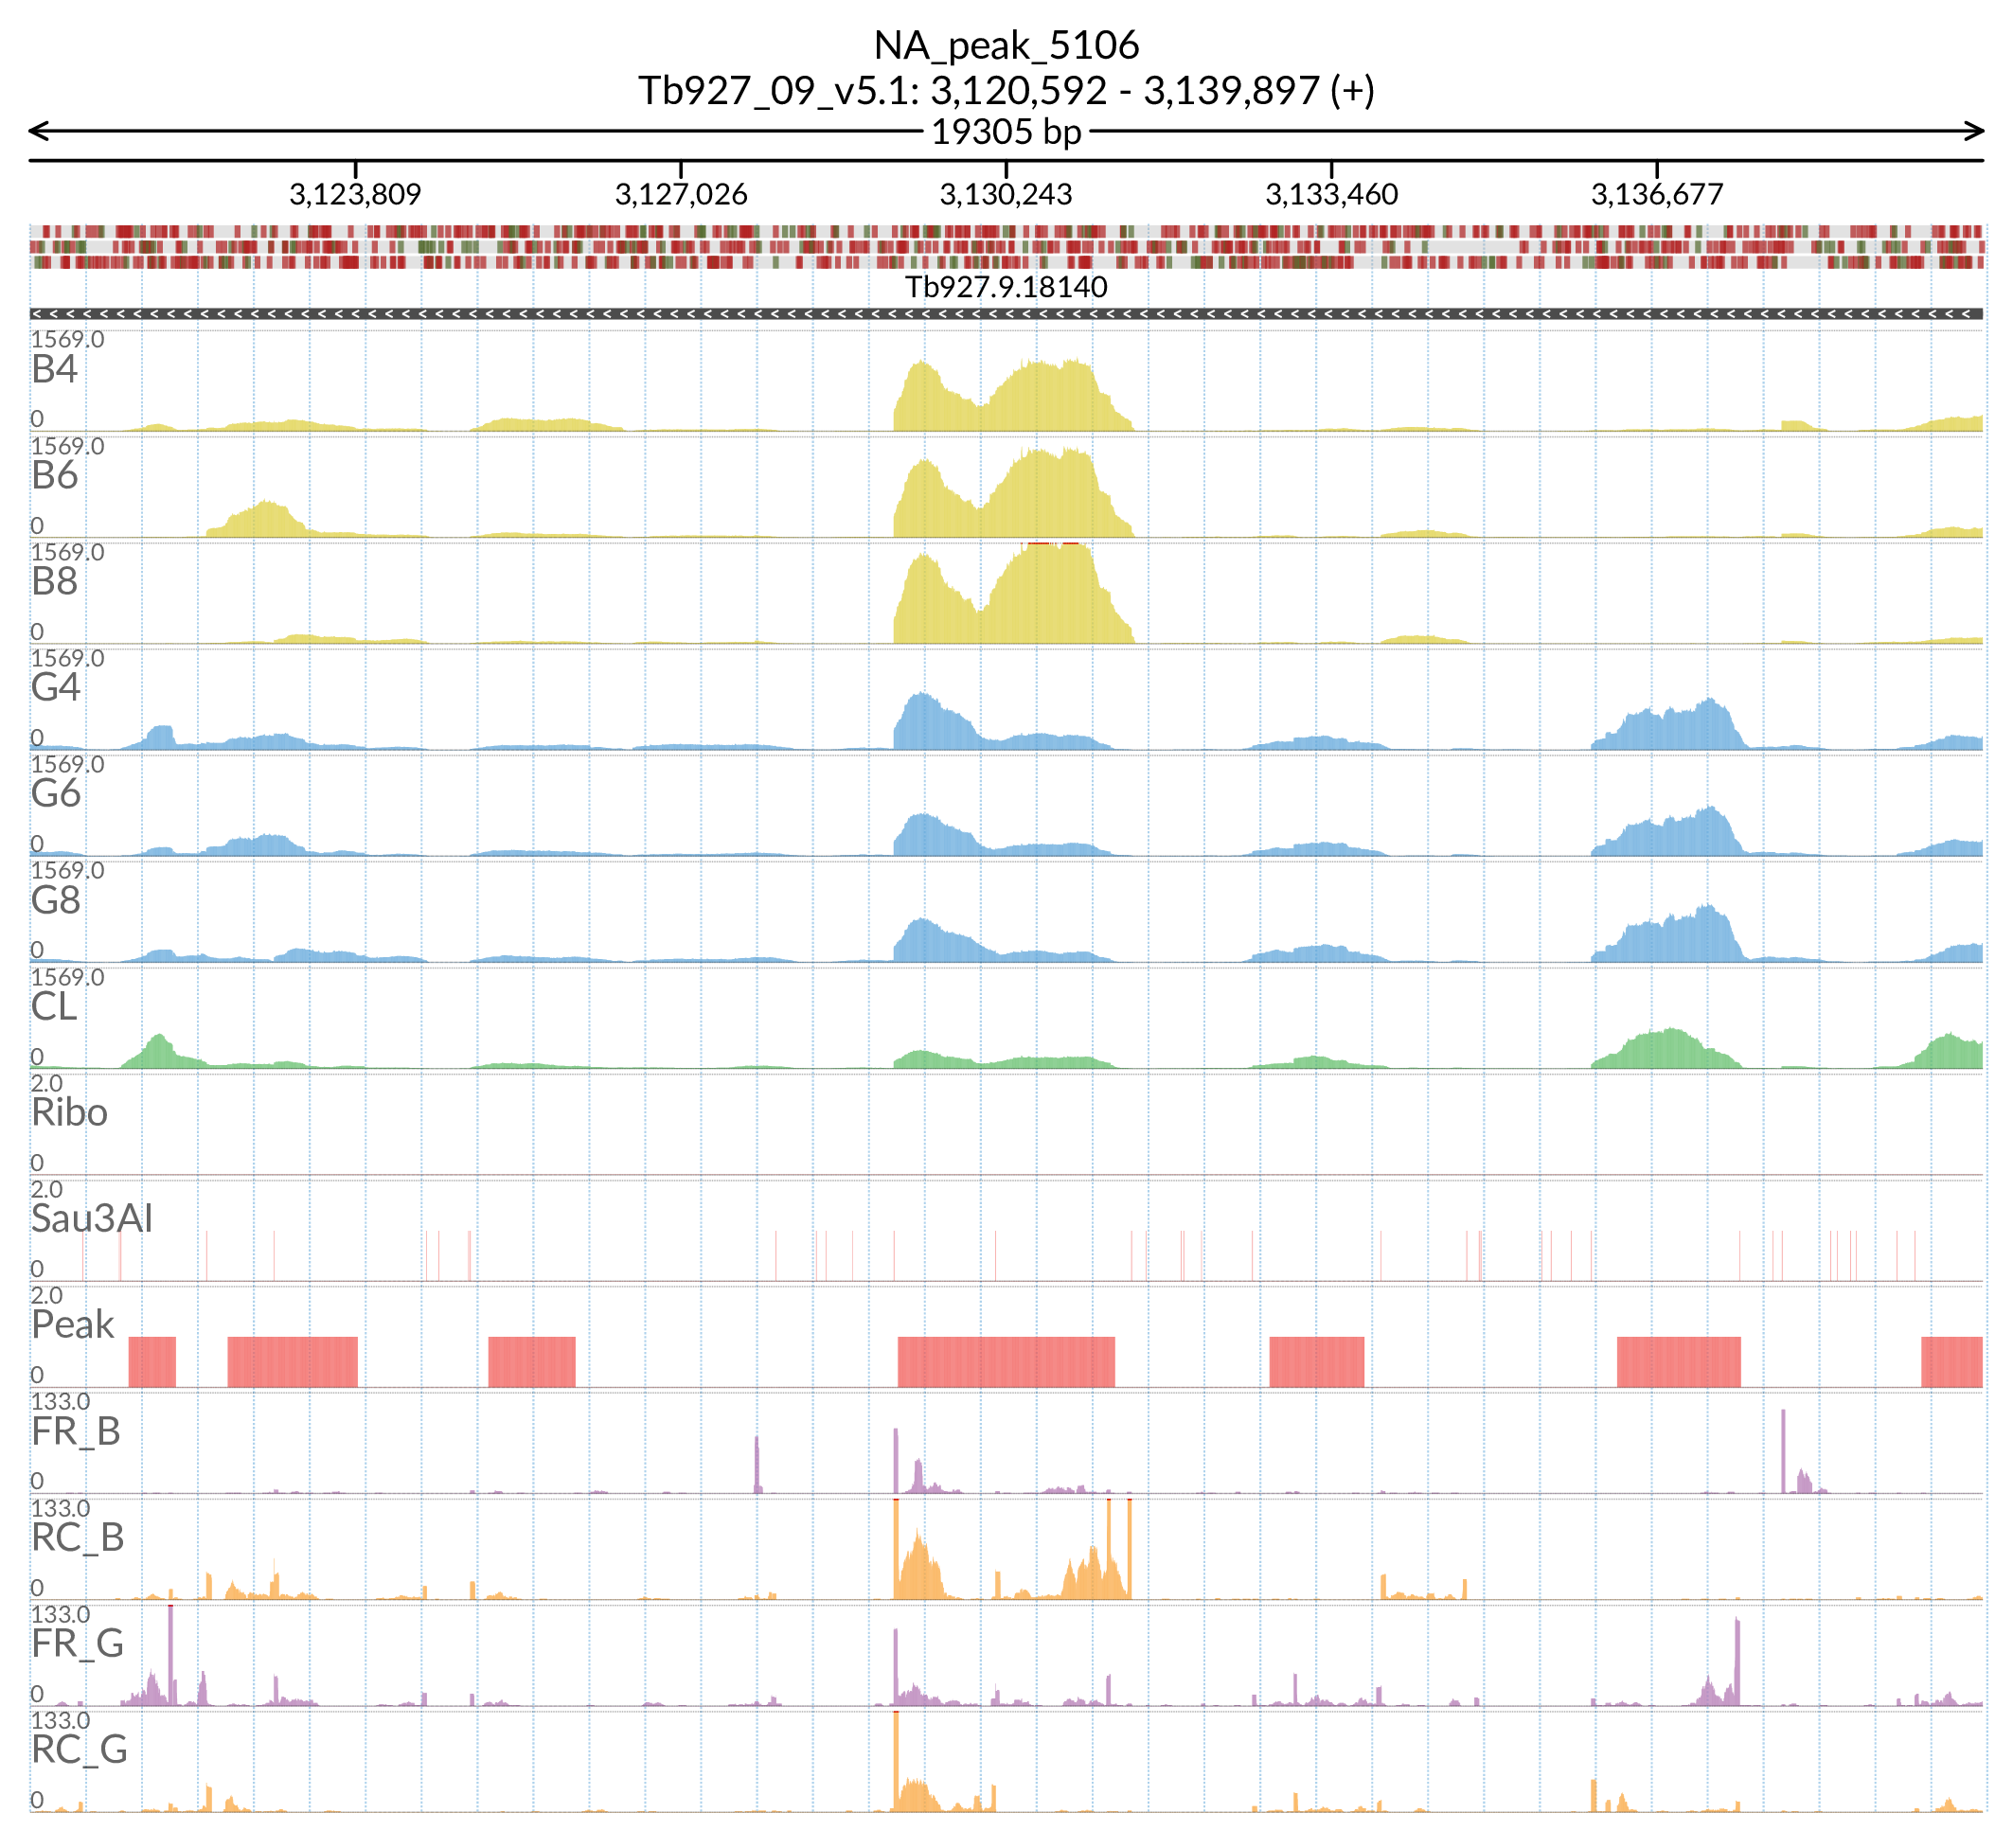 NA_peak_5106
Tb927_09_v5.1: 3,120,592 - 3,139,897 (+)
19305 bp
3,123,809 3,127,026 3,130,243 3,133,460 3,136,677
Tb927.9.18140
1569.0
B4
0
1569.0
B6
0
1569.0
B8
0
1569.0
G4
0
1569.0
G6
0
1569.0
G8
0
1569.0
CL
0
2.0
Ribo
0
2.0
Sau3AI
0
2.0
Peak
0
133.0
FR_B
0
133.0
RC_B
0
133.0
FR_G
0
133.0
RC_G
0